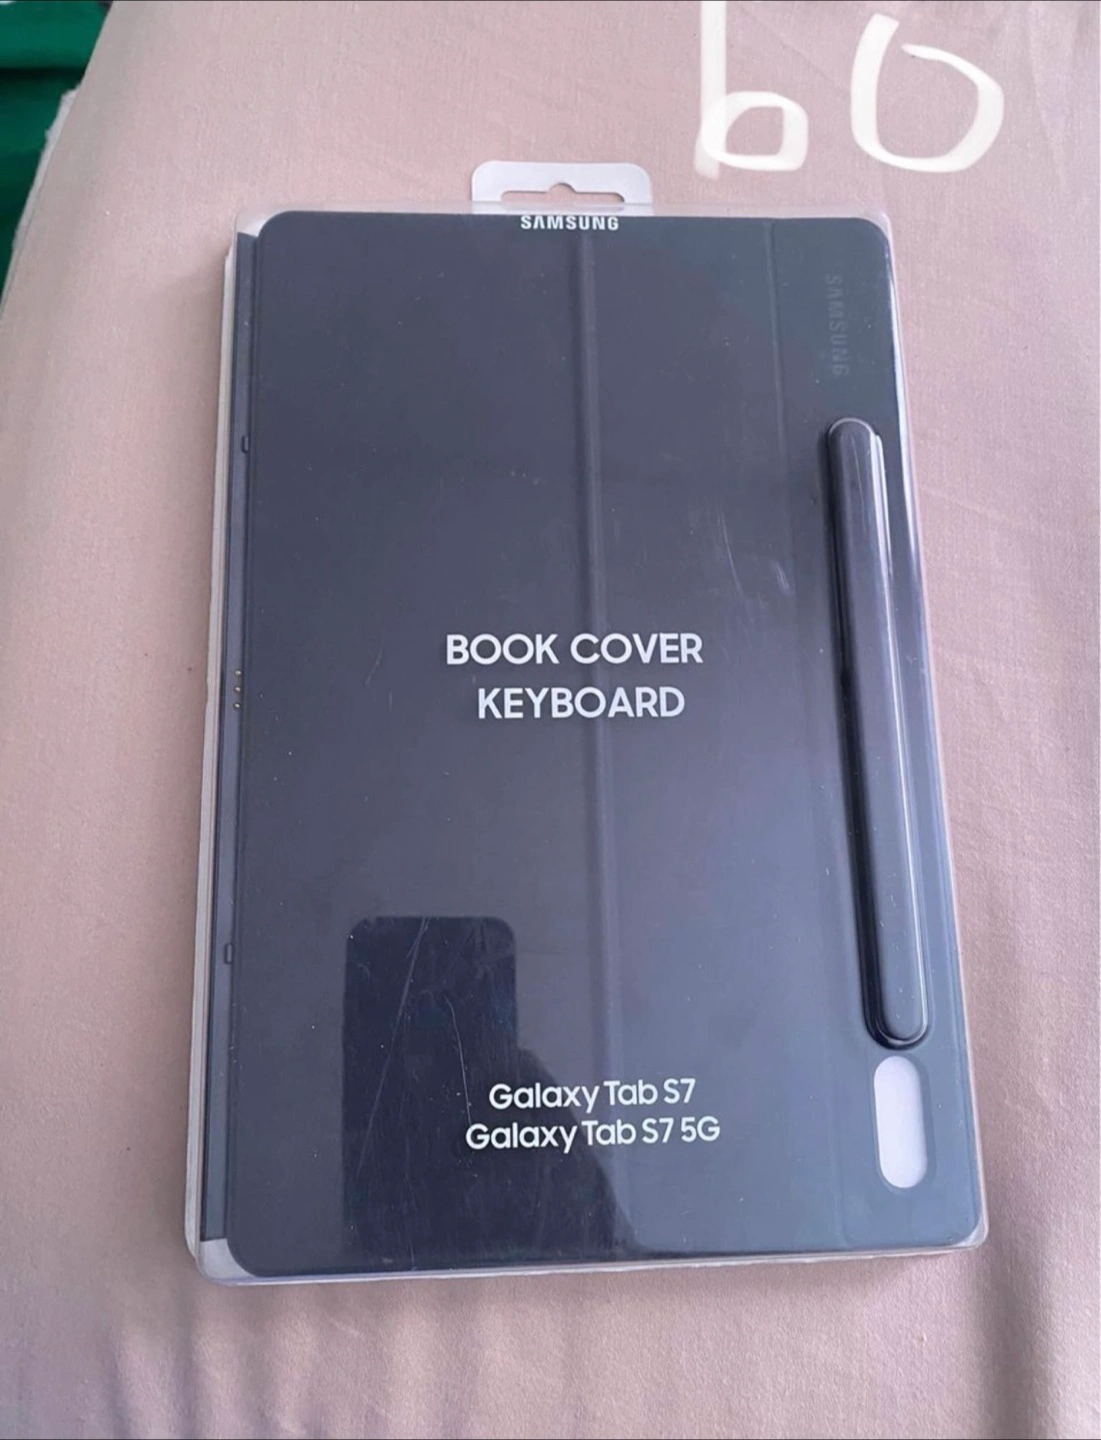 60
SAMSUNG
SAMSUNG
BOOK COVER
KEYBOARD
Galaxy Tab S7
Galaxy Tab S7 5G